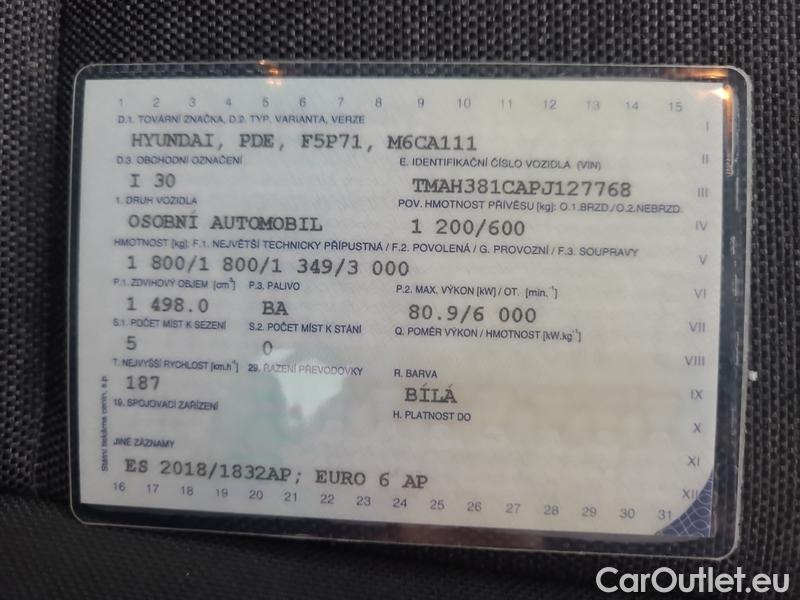 1 2 3 4 5 6 7 8 9 10 11 12 13 14 15
D.1. TOVÁRNÍ ZNAČKA, D.2. TYP, VARIANTA, VERZE
I
HYUNDAI, PDE, F5P71, M6CA111
D.3. OBCHODNÍ OZNAČENÍ E. IDENTIFIKAČNÍ ČÍSLO VOZIDLA (VIN) II
I 30 TMAH381CAPJ127768 III
1. DRUH VOZIDLA POV. HMOTNOST PŘÍVĚSU [kg]: O.1.BRZD./O.2.NEBRZD.
OSOBNÍ AUTOMOBIL 1 200/600 IV
HMOTNOST [kg]: F.1. NEJVĚTŠÍ TECHNICKY PŘÍPUSTNÁ / F.2. POVOLENÁ / G. PROVOZNÍ / F.3. SOUPRAVY
1 800/1 800/1 349/3 000 V
P.1. ZDVIHOVÝ OBJEM [cm³] P.3. PALIVO P.2. MAX. VÝKON [kW] / OT. [min.⁻¹] VI
1 498.0 BA 80.9/6 000
S.1. POČET MÍST K SEZENÍ S.2. POČET MÍST K STÁNÍ Q. POMĚR VÝKON / HMOTNOST [kW.kg⁻¹] VII
5 0
T. NEJVYŠŠÍ RYCHLOST [km.h⁻¹] 29. ŘAZENÍ PŘEVODOVKY R. BARVA VIII
187 BÍLÁ IX
19. SPOJOVACÍ ZAŘÍZENÍ H. PLATNOST DO
X
JINÉ ZÁZNAMY
XI
ES 2018/1832AP; EURO 6 AP
XII
16 17 18 19 20 21 22 23 24 25 26 27 28 29 30 31
Státní tiskárna cenin, s.p.
CarOutlet.eu